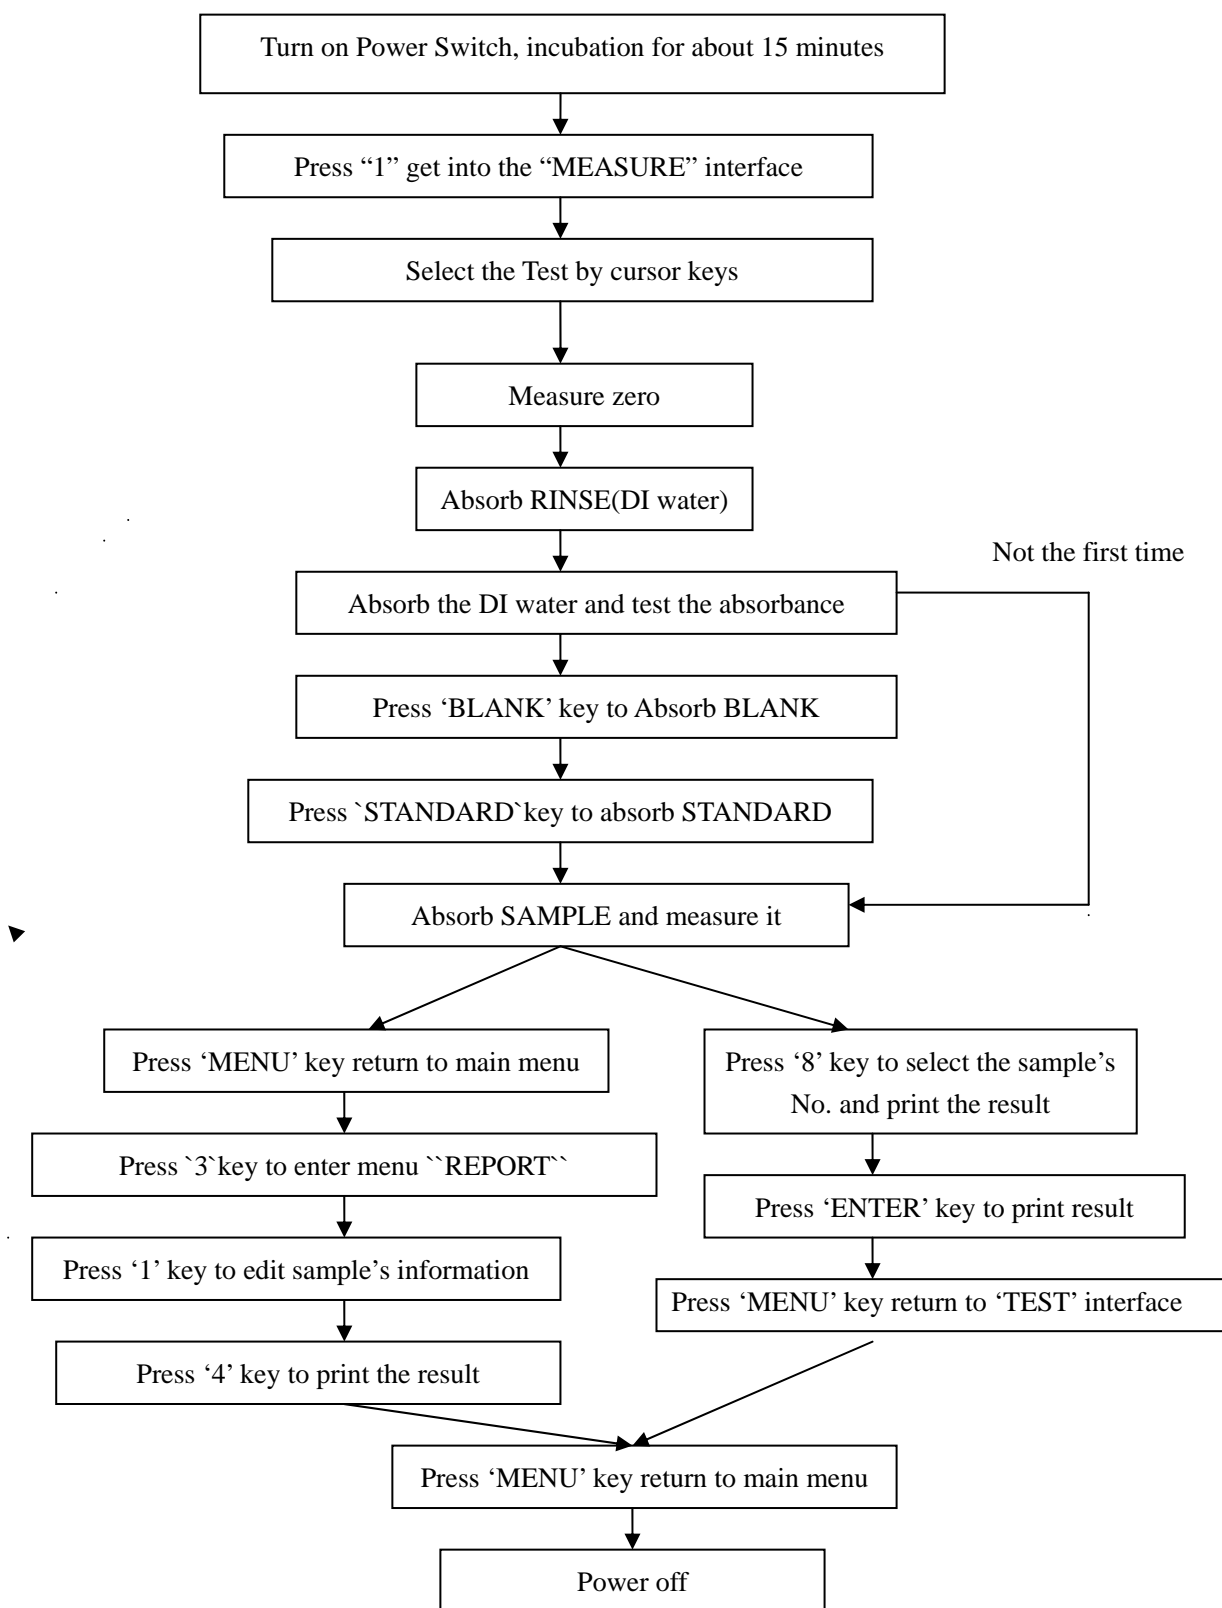 Turn on Power Switch, incubation for about 15 minutes
Press “1” get into the “MEASURE” interface
Select the Test by cursor keys
Measure zero
Absorb RINSE(DI water)
Not the first time
Absorb the DI water and test the absorbance
Press ‘BLANK’ key to Absorb BLANK
Press `STANDARD`key to absorb STANDARD
Absorb SAMPLE and measure it
Press ‘MENU’ key return to main menu
Press `3`key to enter menu ``REPORT``
Press ‘1’ key to edit sample’s information
Press ‘4’ key to print the result
Press ‘8’ key to select the sample’s
No. and print the result
Press ‘ENTER’ key to print result
Press ‘MENU’ key return to ‘TEST’ interface
Press ‘MENU’ key return to main menu
Power off